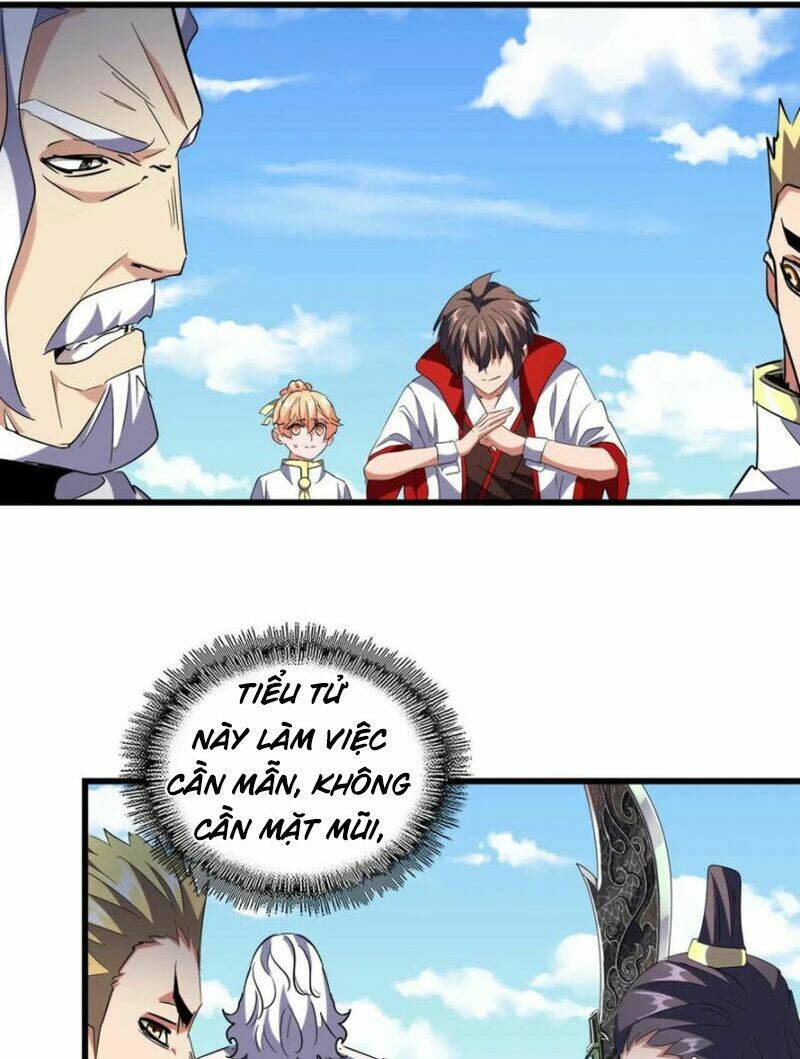 TIỂU TỬ
NÀY LÀM VIỆC
CẦN MẪN, KHÔNG
CẦN MẶT MŨI,